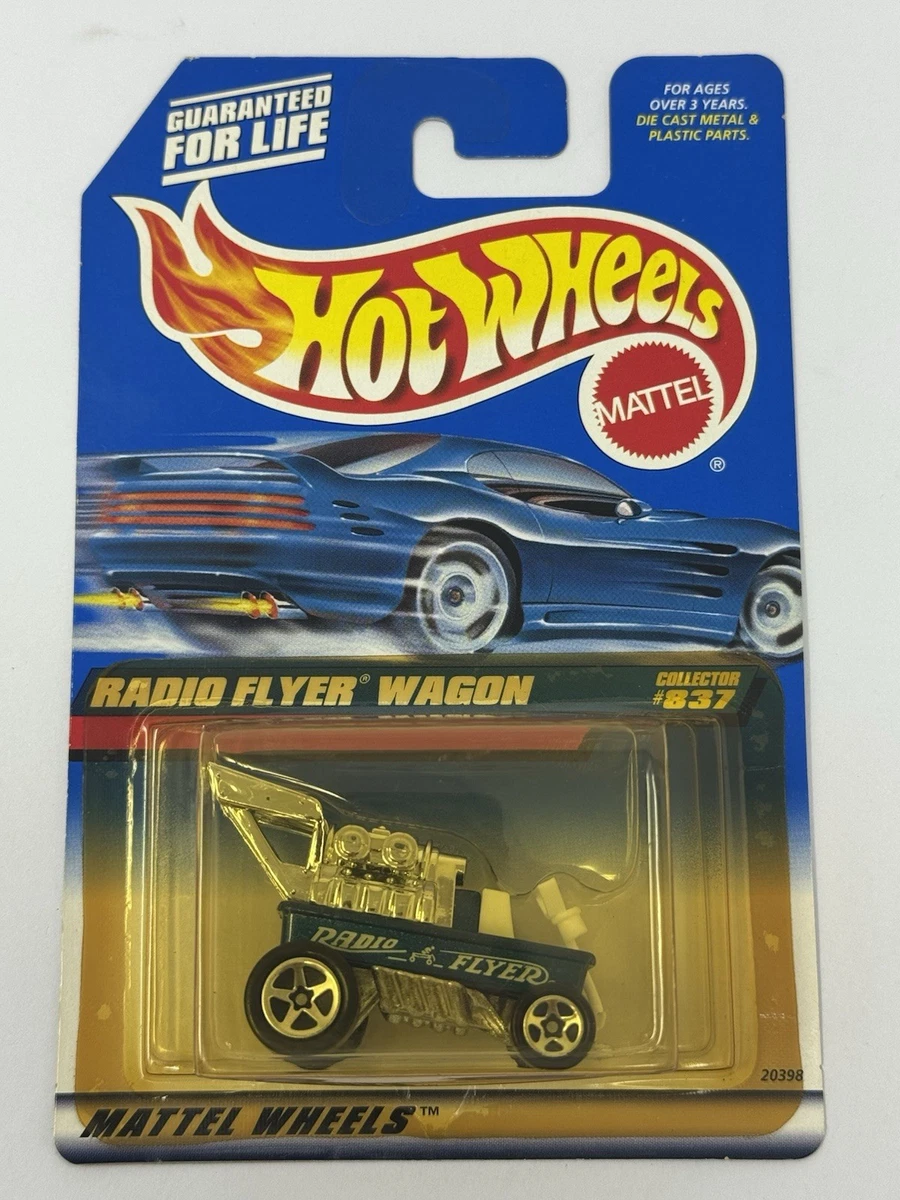 GUARANTEED
FOR LIFE
FOR AGES
OVER 3 YEARS.
DIE CAST METAL &
PLASTIC PARTS.
HOT WHEELS
MATTEL
®
RADIO FLYER® WAGON
COLLECTOR
#837
RADIO FLYER
20398
MATTEL WHEELS™